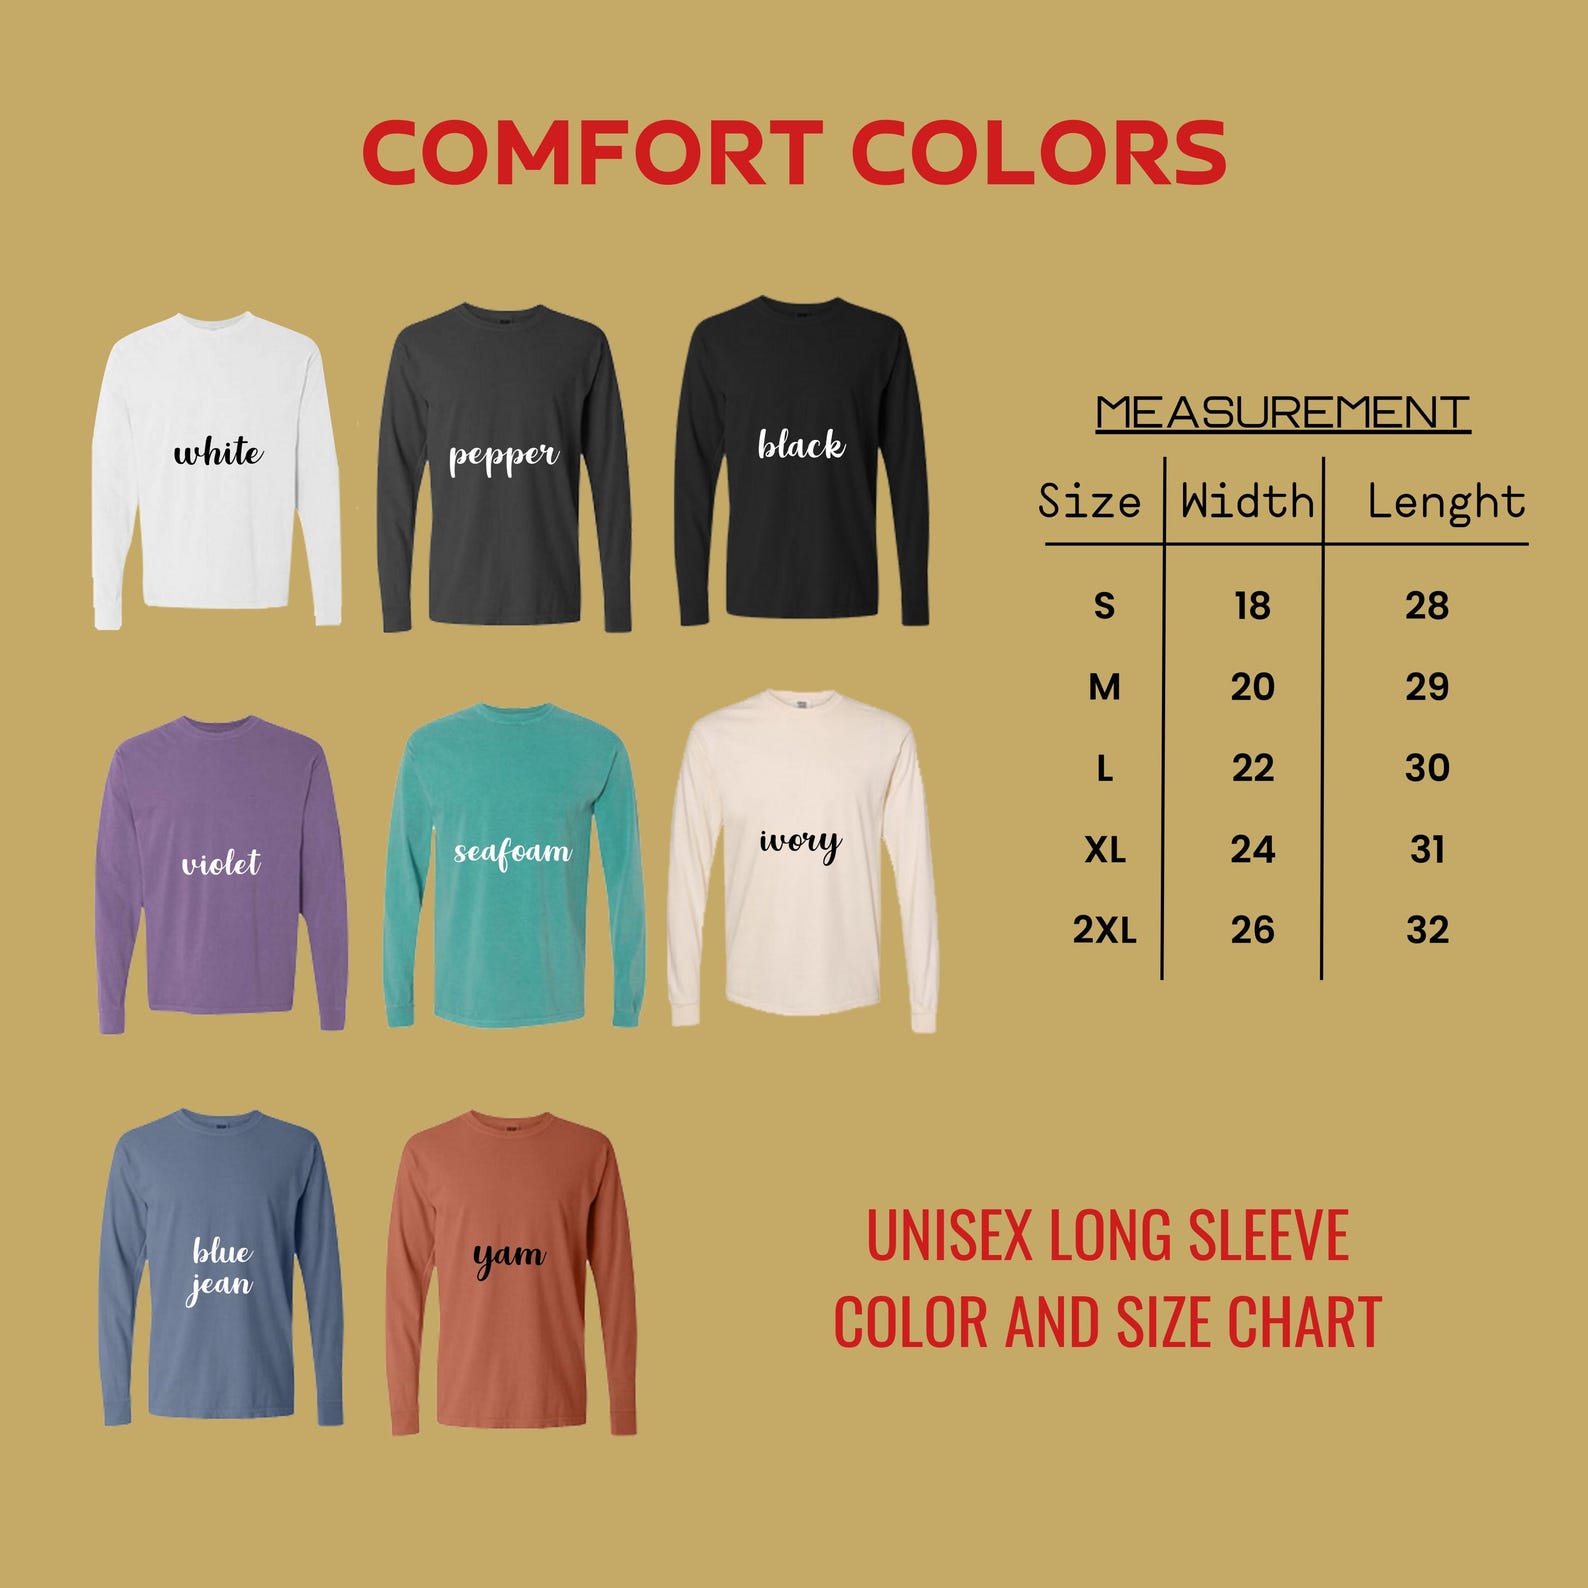 COMFORT COLORS
white
pepper
black
violet
seafoam
ivory
blue
jean
yam
MEASUREMENT
Size Width Lenght
S 18 28
M 20 29
L 22 30
XL 24 31
2XL 26 32
UNISEX LONG SLEEVE
COLOR AND SIZE CHART